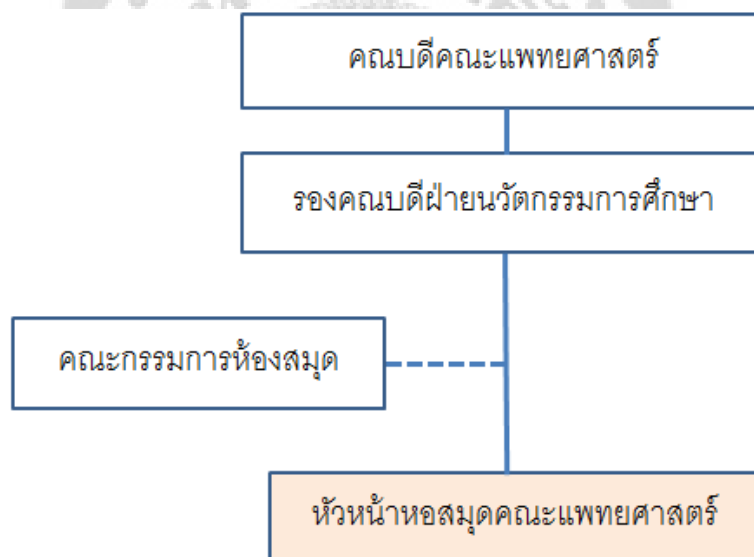 คณบดีคณะแพทยศาสตร์
รองคณบดีฝ่ายนวัตกรรมการศึกษา
คณะกรรมการห้องสมุด
หัวหน้าหอสมุดคณะแพทยศาสตร์